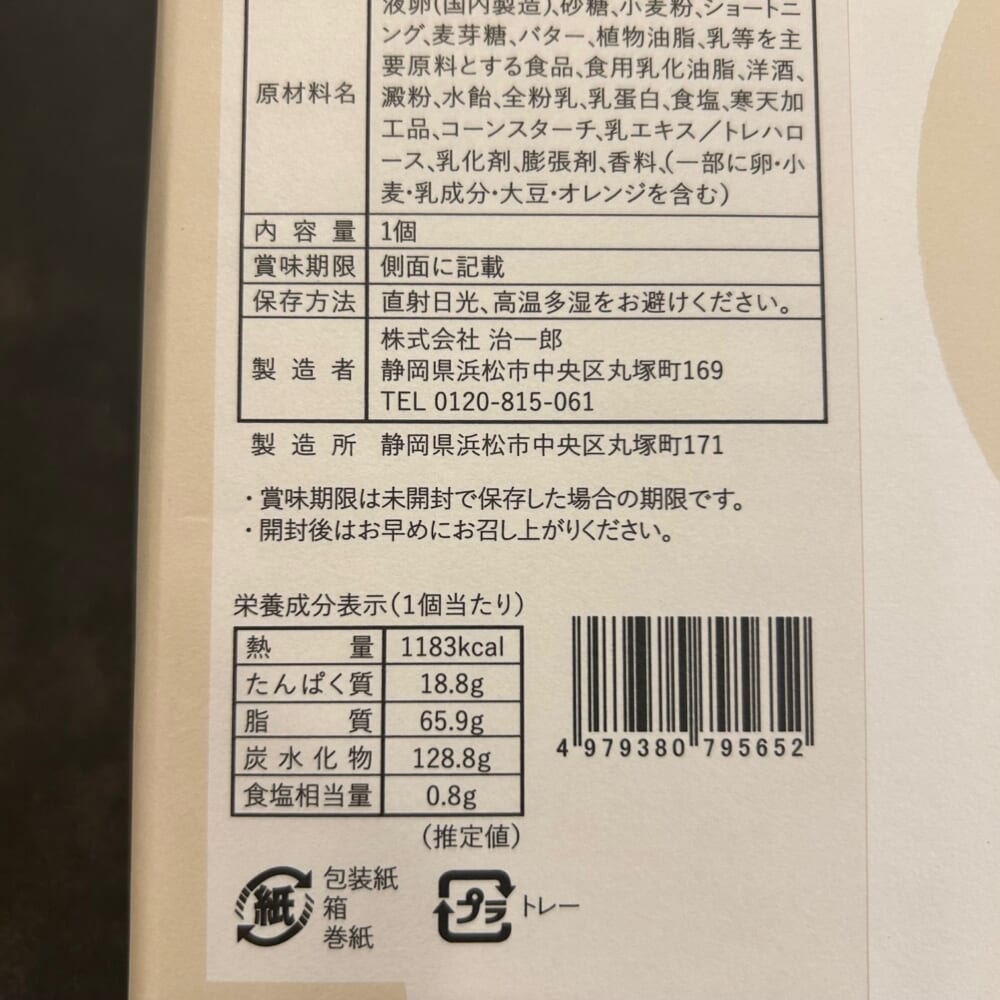 液卵(国内製造)、砂糖、小麦粉、ショートニ
ング、麦芽糖、バター、植物油脂、乳等を主
要原料とする食品、食用乳化油脂、洋酒、
原材料名
澱粉、水飴、全粉乳、乳蛋白、食塩、寒天加
工品、コーンスターチ、乳エキス／トレハロ
ース、乳化剤、膨張剤、香料、(一部に卵・小
麦・乳成分・大豆・オレンジを含む)
内容量 1個
賞味期限 側面に記載
保存方法 直射日光、高温多湿をお避けください。
株式会社 治一郎
製造者 静岡県浜松市中央区丸塚町169
TEL 0120-815-061
製造所 静岡県浜松市中央区丸塚町171
・賞味期限は未開封で保存した場合の期限です。
・開封後はお早めにお召し上がりください。
栄養成分表示(1個当たり)
熱量 1183kcal
たんぱく質 18.8g
脂質 65.9g
炭水化物 128.8g
食塩相当量 0.8g
(推定値)
4 979380 795652
紙 包装紙
箱
巻紙
プラ トレー